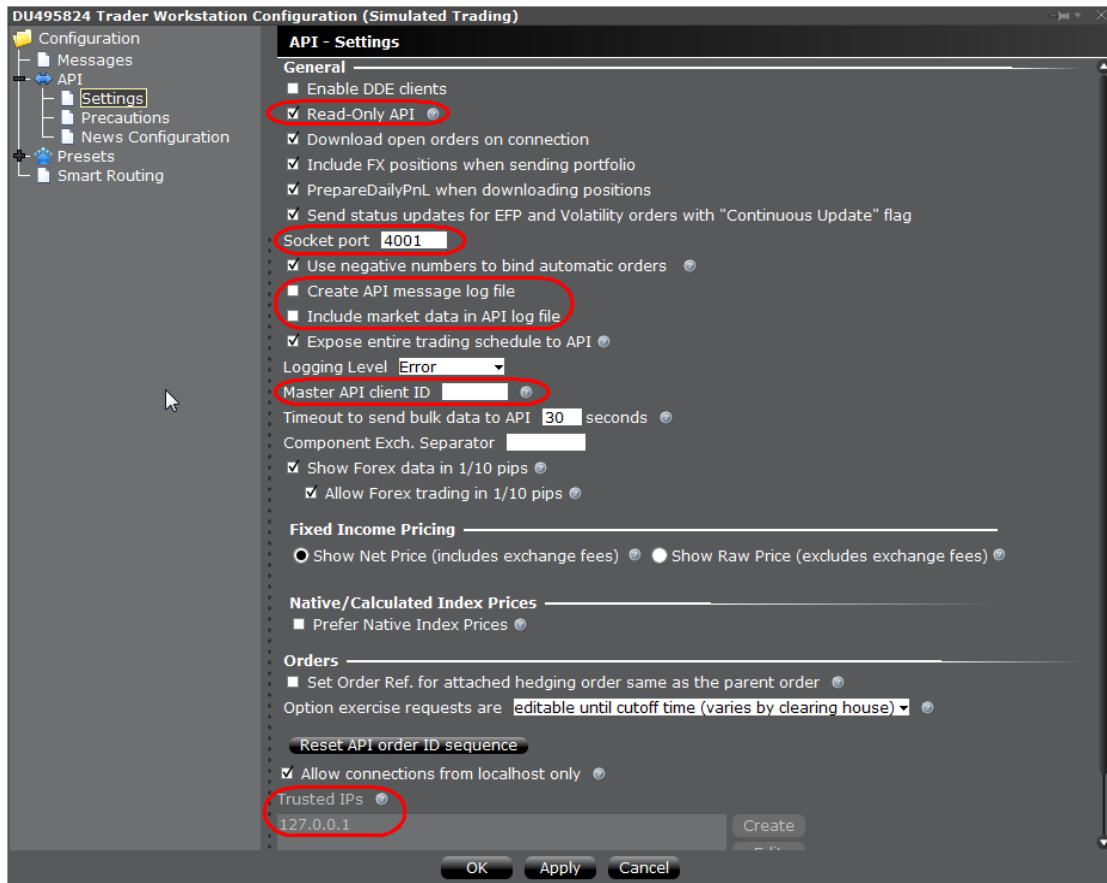 DU495824 Trader Workstation Configuration (Simulated Trading)
Configuration
Messages
API
Settings
Precautions
News Configuration
Presets
Smart Routing
API - Settings
General
Enable DDE clients
Read-Only API
Download open orders on connection
Include FX positions when sending portfolio
PrepareDailyPnL when downloading positions
Send status updates for EFP and Volatility orders with "Continuous Update" flag
Socket port 4001
Use negative numbers to bind automatic orders
Create API message log file
Include market data in API log file
Expose entire trading schedule to API
Logging Level Error
Master API client ID
Timeout to send bulk data to API 30 seconds
Component Exch. Separator
Show Forex data in 1/10 pips
Allow Forex trading in 1/10 pips
Fixed Income Pricing
Show Net Price (includes exchange fees) Show Raw Price (excludes exchange fees)
Native/Calculated Index Prices
Prefer Native Index Prices
Orders
Set Order Ref. for attached hedging order same as the parent order
Option exercise requests are editable until cutoff time (varies by clearing house)
Reset API order ID sequence
Allow connections from localhost only
Trusted IPs
127.0.0.1
Create
OK Apply Cancel